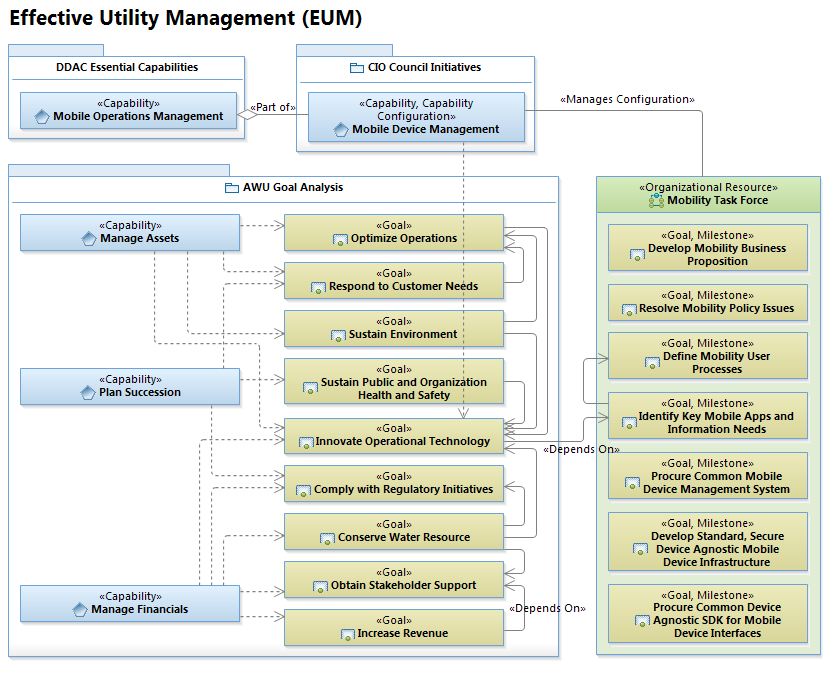 Effective Utility Management (EUM)
DDAC Essential Capabilities
«Capability»
Mobile Operations Management
«Part of»
CIO Council Initiatives
«Capability, Capability
Configuration»
Mobile Device Management
«Manages Configuration»
AWU Goal Analysis
«Capability»
Manage Assets
«Capability»
Plan Succession
«Capability»
Manage Financials
«Goal»
Optimize Operations
«Goal»
Respond to Customer Needs
«Goal»
Sustain Environment
«Goal»
Sustain Public and Organization
Health and Safety
«Goal»
Innovate Operational Technology
«Goal»
Comply with Regulatory Initiatives
«Goal»
Conserve Water Resource
«Goal»
Obtain Stakeholder Support
«Goal»
Increase Revenue
«Depends On»
«Depends On»
«Organizational Resource»
Mobility Task Force
«Goal, Milestone»
Develop Mobility Business
Proposition
«Goal, Milestone»
Resolve Mobility Policy Issues
«Goal, Milestone»
Define Mobility User
Processes
«Goal, Milestone»
Identify Key Mobile Apps and
Information Needs
«Goal, Milestone»
Procure Common Mobile
Device Management System
«Goal, Milestone»
Develop Standard, Secure
Device Agnostic Mobile
Device Infrastructure
«Goal, Milestone»
Procure Common Device
Agnostic SDK for Mobile
Device Interfaces